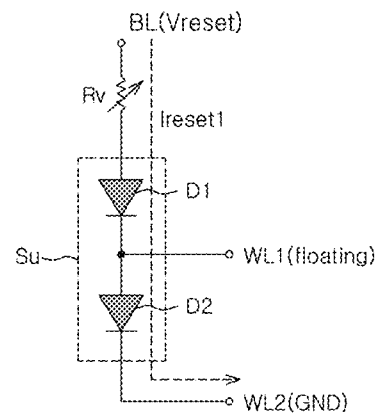 BL(Vreset)
Rv
Ireset1
D1
Su
WL1(floating)
D2
WL2(GND)